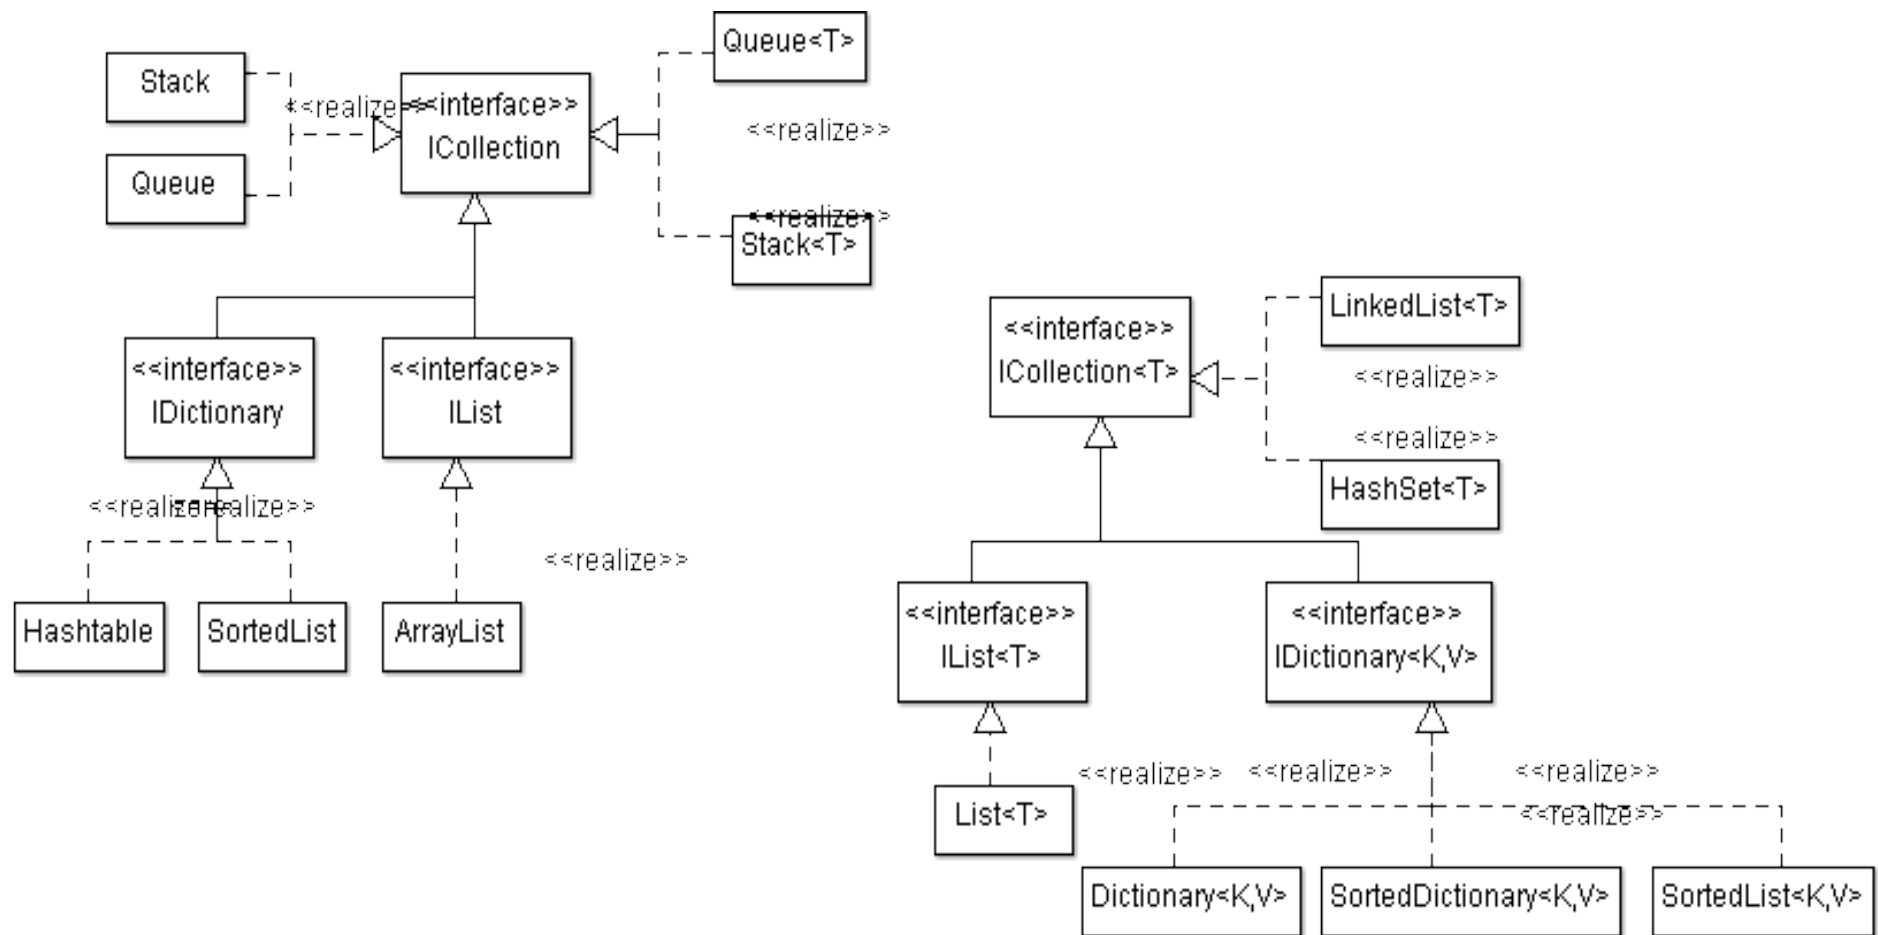 Queue<T>
Stack
<<realize>>
<<interface>>
ICollection
<<realize>>
Queue
<<realize>>
Stack<T>
LinkedList<T>
<<interface>>
ICollection<T>
<<realize>>
<<interface>>
IDictionary
<<interface>>
IList
<<realize>>
HashSet<T>
<<realize>>
<<realize>>
<<realize>>
Hashtable
SortedList
ArrayList
<<interface>>
IList<T>
<<interface>>
IDictionary<K,V>
<<realize>>
<<realize>>
<<realize>>
<<realize>>
List<T>
Dictionary<K,V>
SortedDictionary<K,V>
SortedList<K,V>